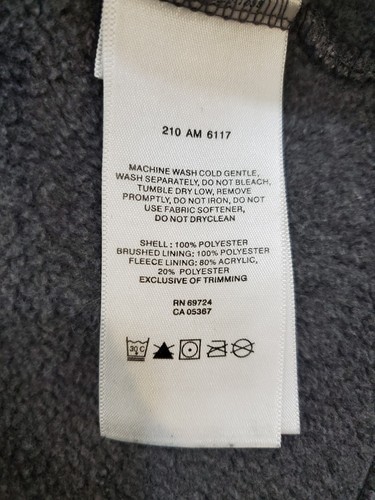 210 AM 6117
MACHINE WASH COLD GENTLE,
WASH SEPARATELY, DO NOT BLEACH,
TUMBLE DRY LOW, REMOVE
PROMPTLY, DO NOT IRON, DO NOT
USE FABRIC SOFTENER,
DO NOT DRYCLEAN
SHELL: 100% POLYESTER
BRUSHED LINING: 100% POLYESTER
FLEECE LINING: 80% ACRYLIC,
20% POLYESTER
EXCLUSIVE OF TRIMMING
RN 69724
CA 05367
30 C